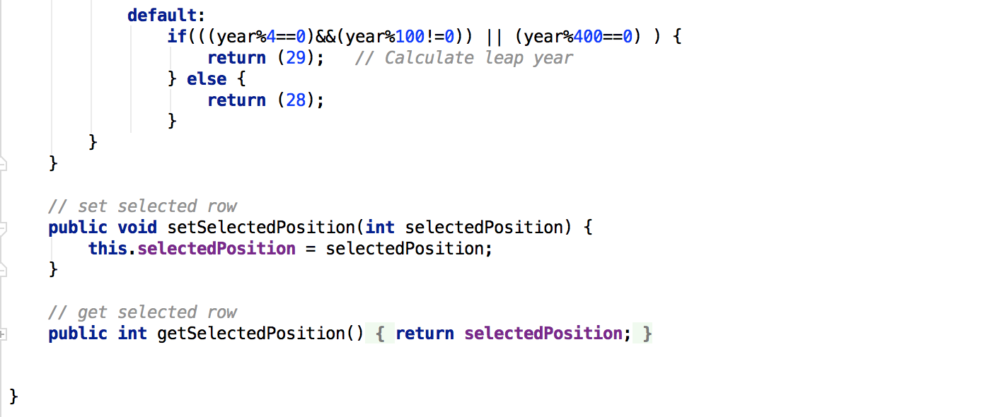 default:
if(((year%4==0)&&(year%100!=0)) || (year%400==0) ) {
return (29);   // Calculate leap year
} else {
return (28);
}
}
}
// set selected row
public void setSelectedPosition(int selectedPosition) {
this.selectedPosition = selectedPosition;
}
// get selected row
public int getSelectedPosition() { return selectedPosition; }
}